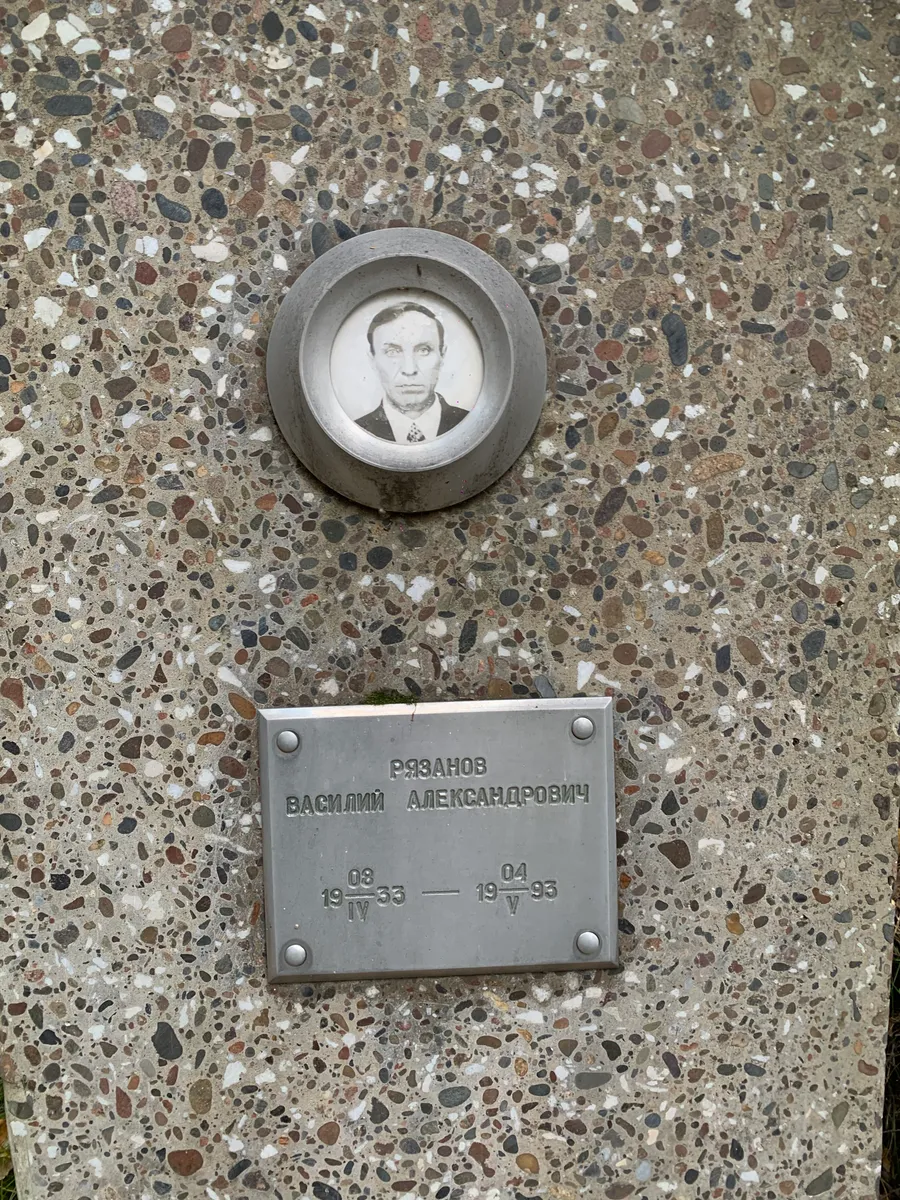 РЯЗАНОВ
ВАСИЛИЙ АЛЕКСАНДРОВИЧ
19 08/IV 33 — 19 04/V 93